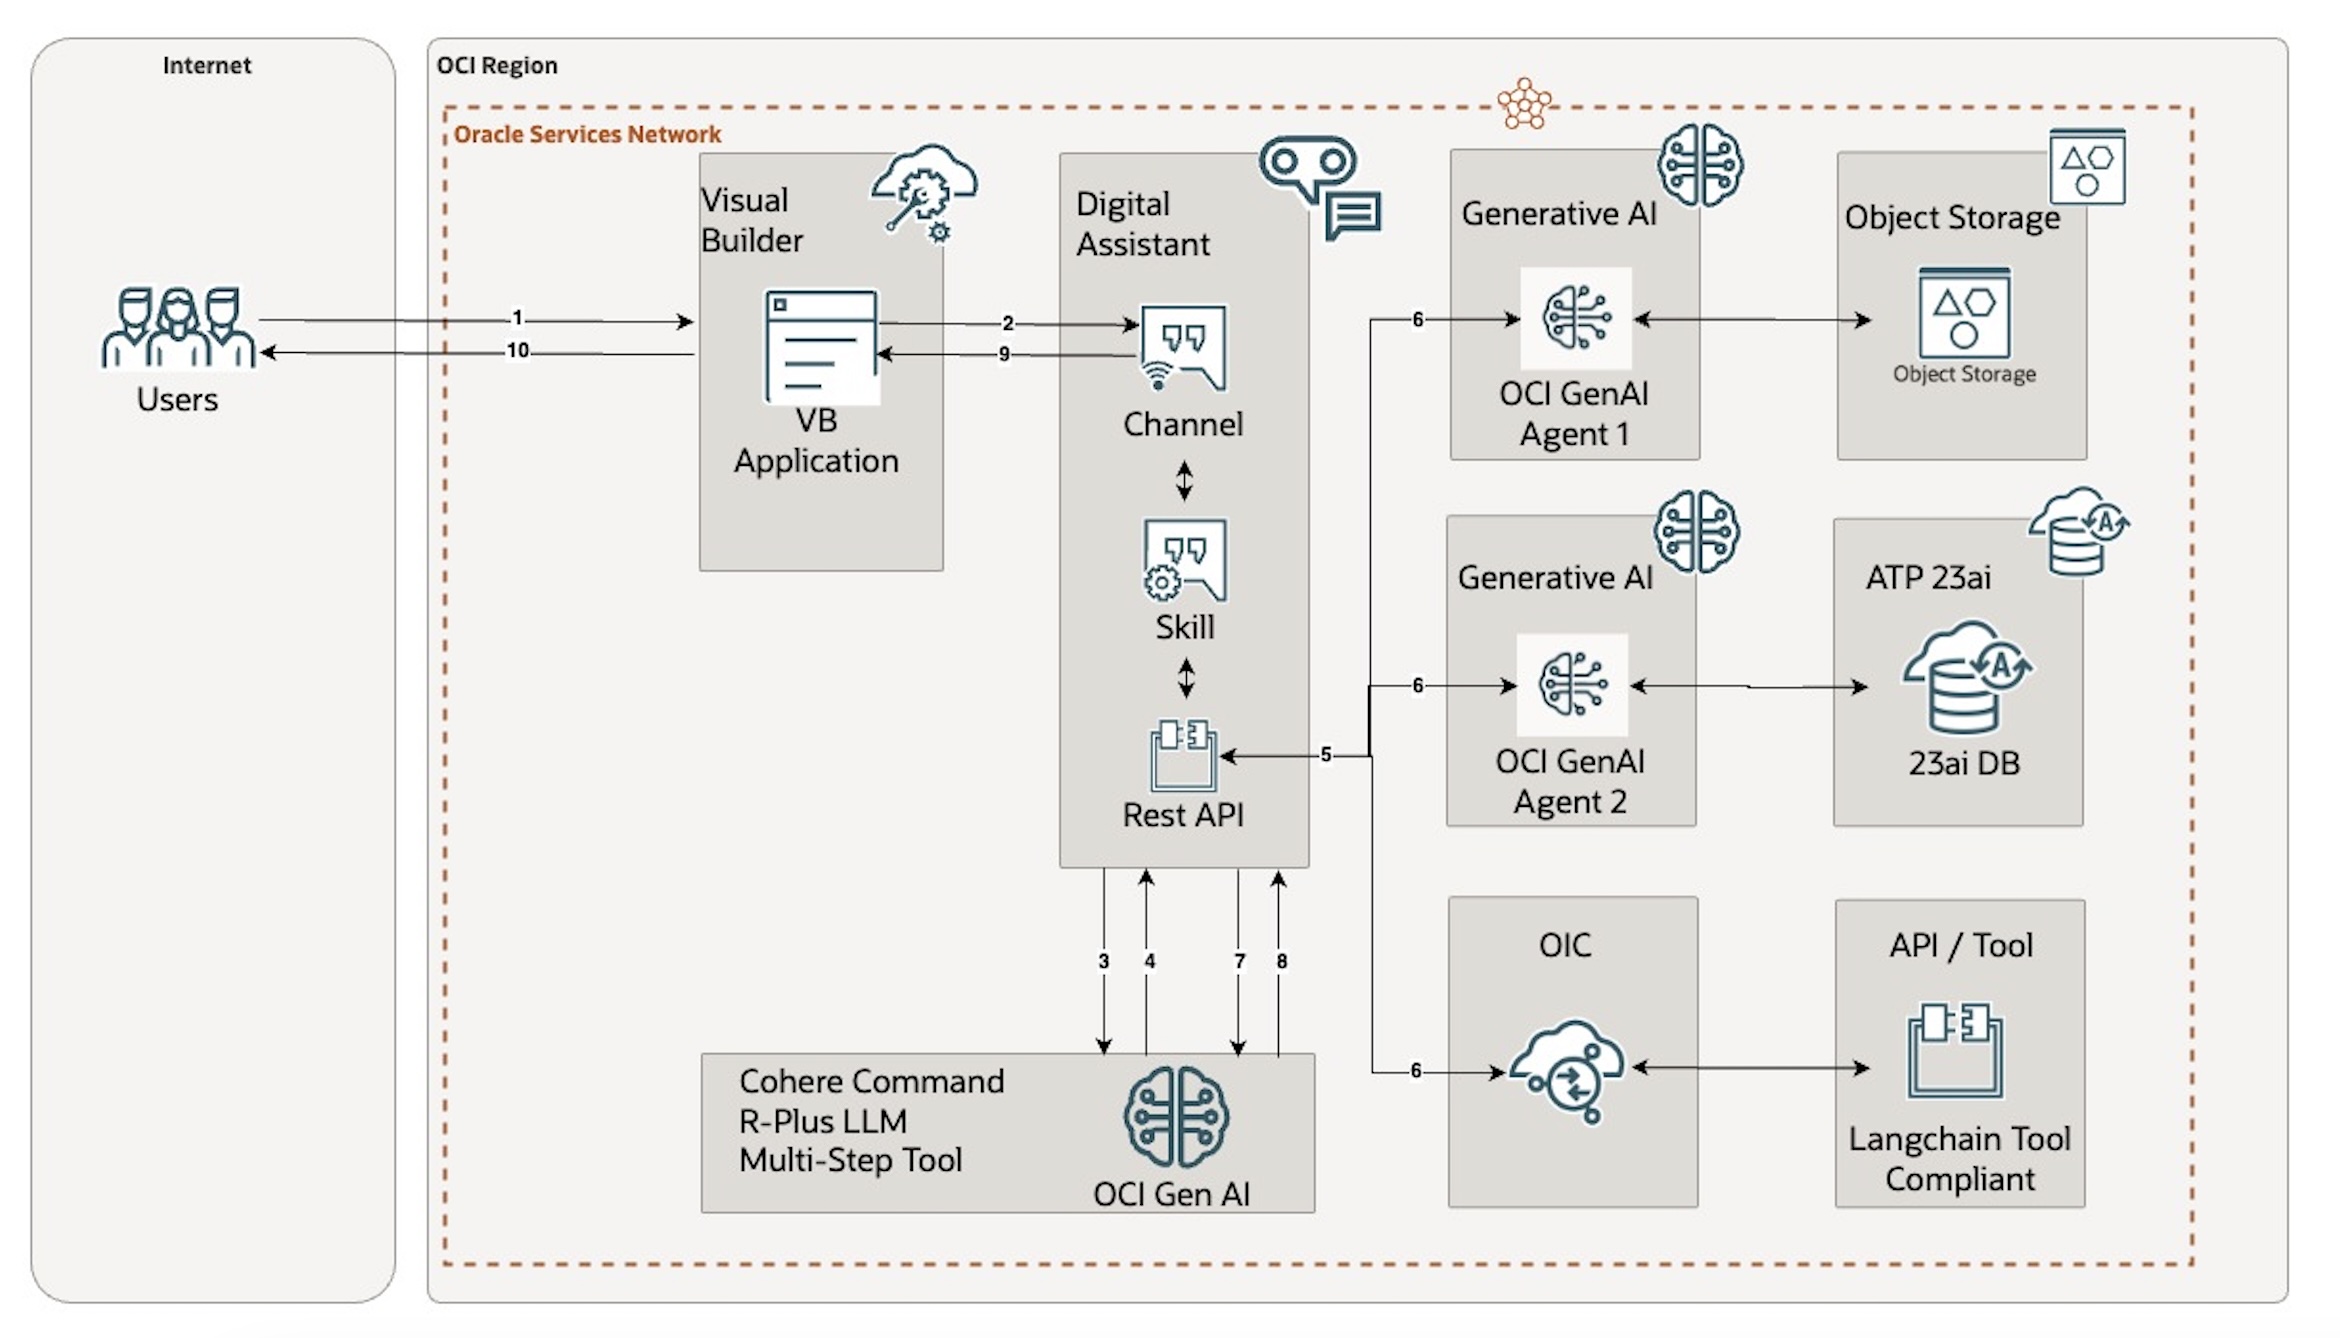 Internet
OCI Region
Oracle Services Network
Visual
Builder
Digital
Assistant
Generative AI
Object Storage
1
10
2
9
6
Users
VB
Application
Channel
OCI GenAI
Agent 1
Object Storage
Skill
Generative AI
ATP 23ai
6
5
OCI GenAI
Agent 2
23ai DB
Rest API
3
4
7
8
OIC
API / Tool
6
Cohere Command
R-Plus LLM
Multi-Step Tool
OCI Gen AI
Langchain Tool
Compliant
A
A